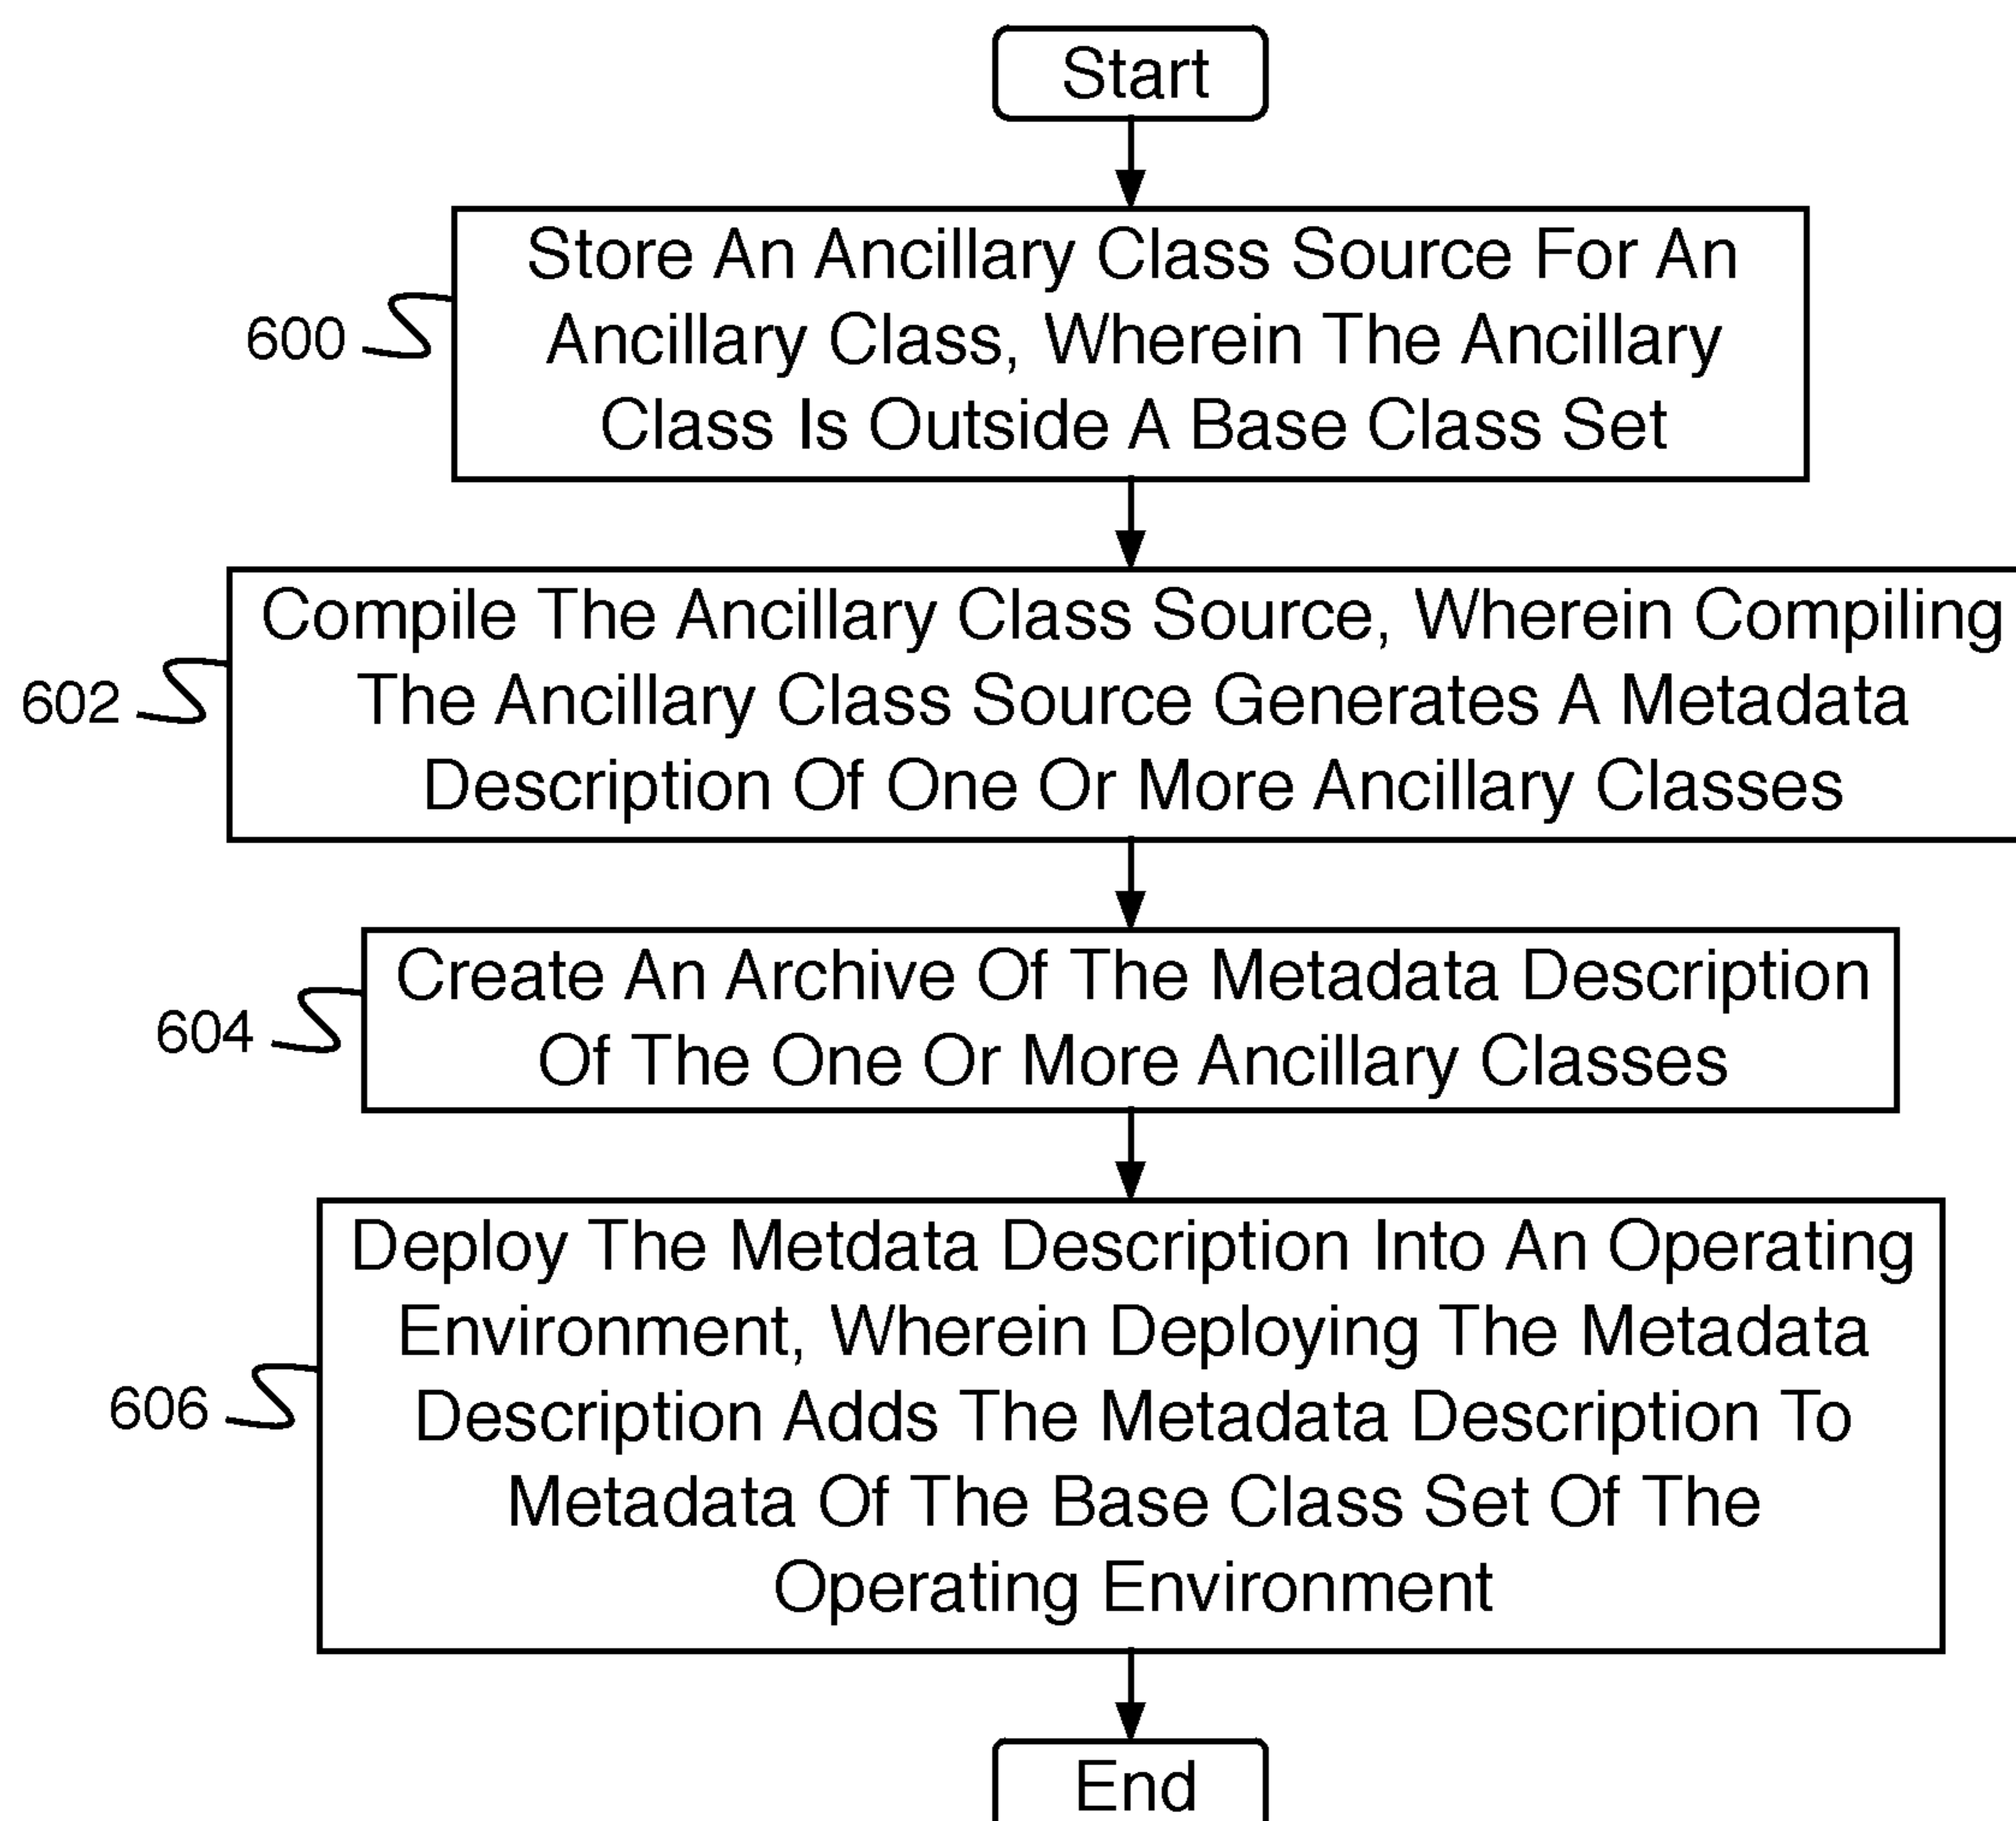 Start
Store An Ancillary Class Source For An
Ancillary Class, Wherein The Ancillary
Class Is Outside A Base Class Set
600
Compile The Ancillary Class Source, Wherein Compiling
The Ancillary Class Source Generates A Metadata
Description Of One Or More Ancillary Classes
602
Create An Archive Of The Metadata Description
Of The One Or More Ancillary Classes
604
Deploy The Metdata Description Into An Operating
Environment, Wherein Deploying The Metadata
Description Adds The Metadata Description To
Metadata Of The Base Class Set Of The
Operating Environment
606
End